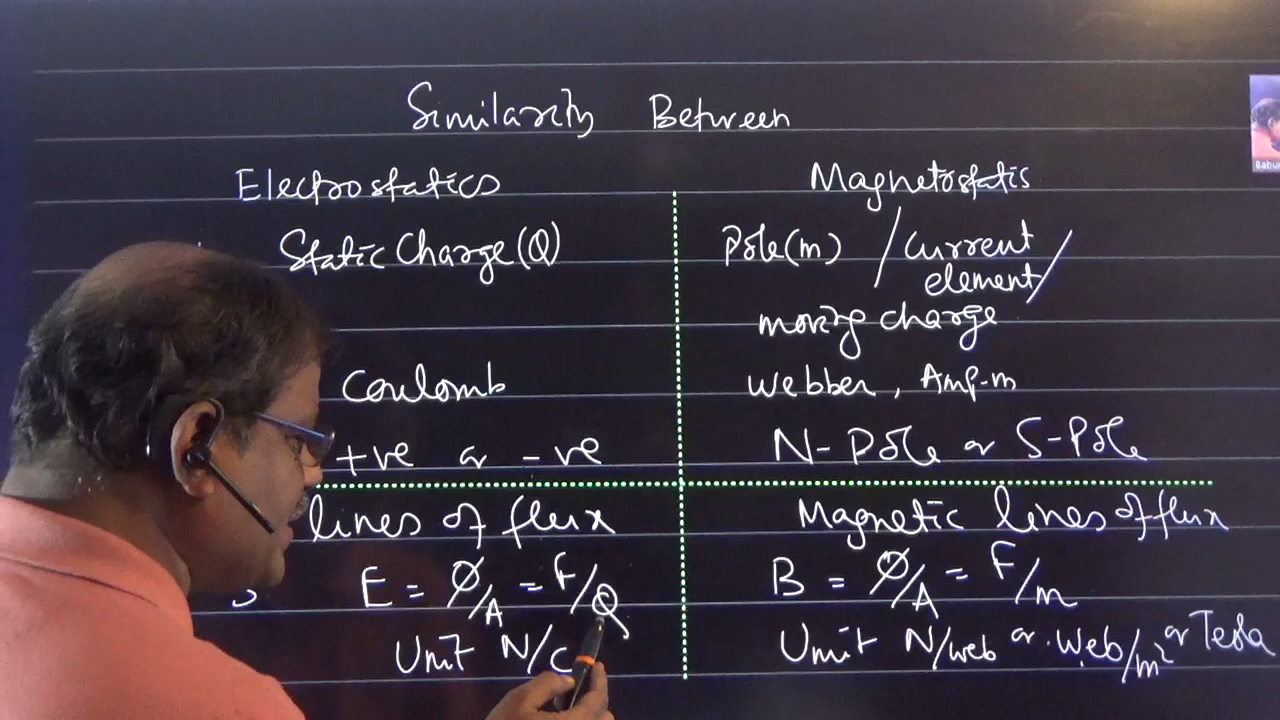 Similarity Between
Electrostatics Magnetostatis
Static Charge (Q) Pole(m) / Current element /
moving charge
Coulomb Webber, Amp-m
+ve or -ve N-Pole or S-Pole
lines of flux Magnetic lines of flux
E = Ø/A = F/Q B = Ø/A = F/m
Unit N/C Unit N/web or Web/m² or Tesla